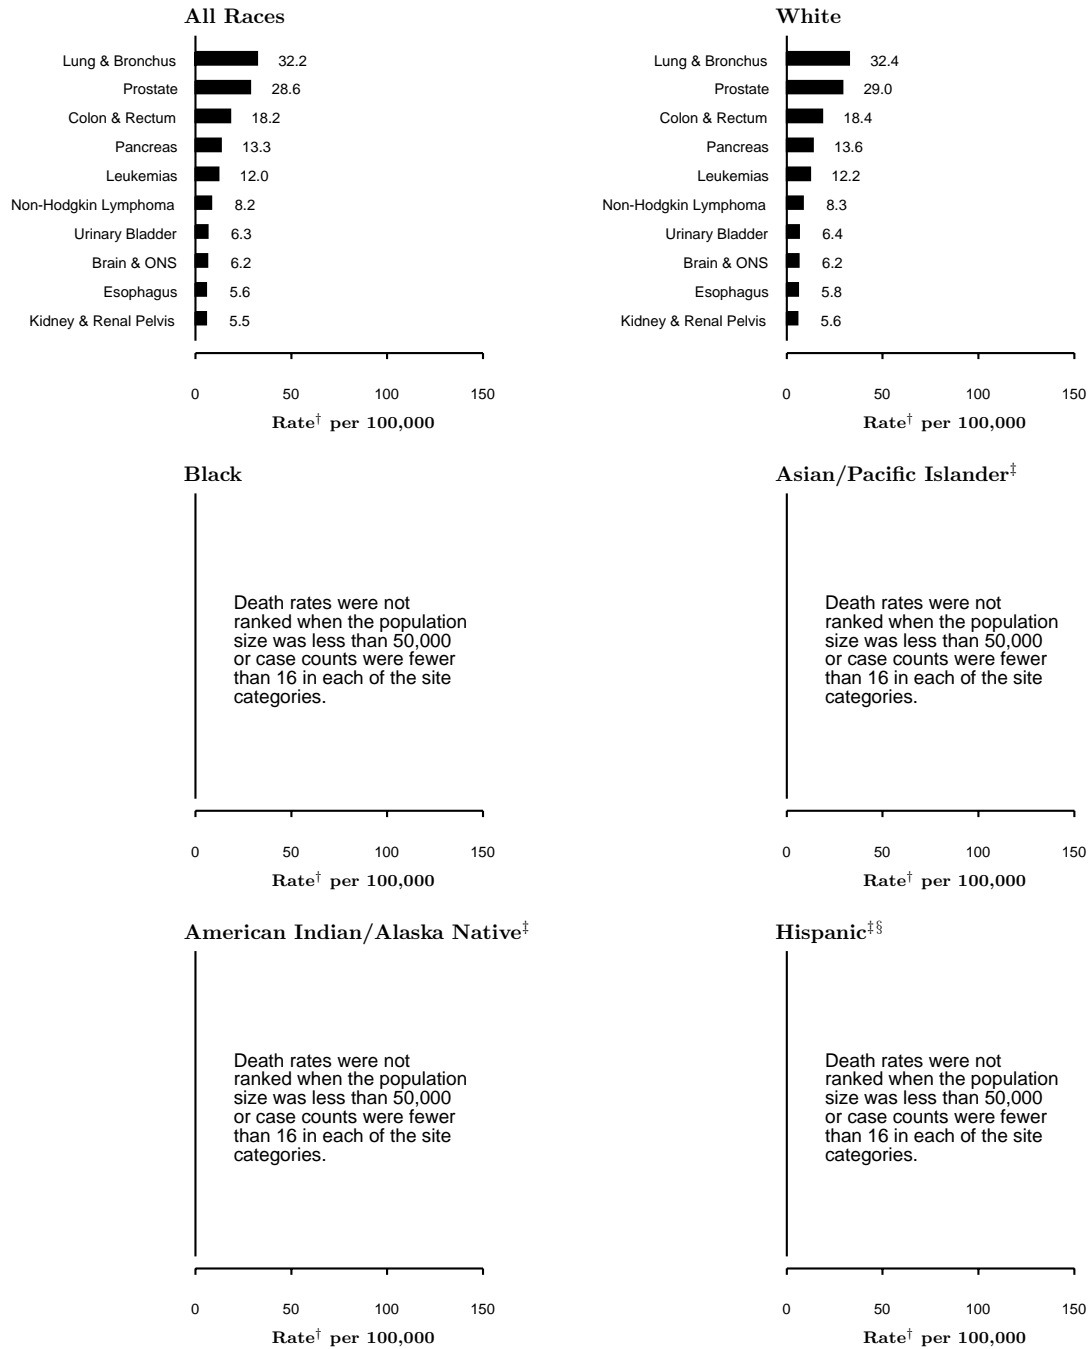 All Races
Lung & Bronchus 32.2
Prostate 28.6
Colon & Rectum 18.2
Pancreas 13.3
Leukemias 12.0
Non-Hodgkin Lymphoma 8.2
Urinary Bladder 6.3
Brain & ONS 6.2
Esophagus 5.6
Kidney & Renal Pelvis 5.5
0 50 100 150
Rate† per 100,000
White
Lung & Bronchus 32.4
Prostate 29.0
Colon & Rectum 18.4
Pancreas 13.6
Leukemias 12.2
Non-Hodgkin Lymphoma 8.3
Urinary Bladder 6.4
Brain & ONS 6.2
Esophagus 5.8
Kidney & Renal Pelvis 5.6
0 50 100 150
Rate† per 100,000
Black
Death rates were not
ranked when the population
size was less than 50,000
or case counts were fewer
than 16 in each of the site
categories.
0 50 100 150
Rate† per 100,000
Asian/Pacific Islander‡
Death rates were not
ranked when the population
size was less than 50,000
or case counts were fewer
than 16 in each of the site
categories.
0 50 100 150
Rate† per 100,000
American Indian/Alaska Native‡
Death rates were not
ranked when the population
size was less than 50,000
or case counts were fewer
than 16 in each of the site
categories.
0 50 100 150
Rate† per 100,000
Hispanic‡§
Death rates were not
ranked when the population
size was less than 50,000
or case counts were fewer
than 16 in each of the site
categories.
0 50 100 150
Rate† per 100,000